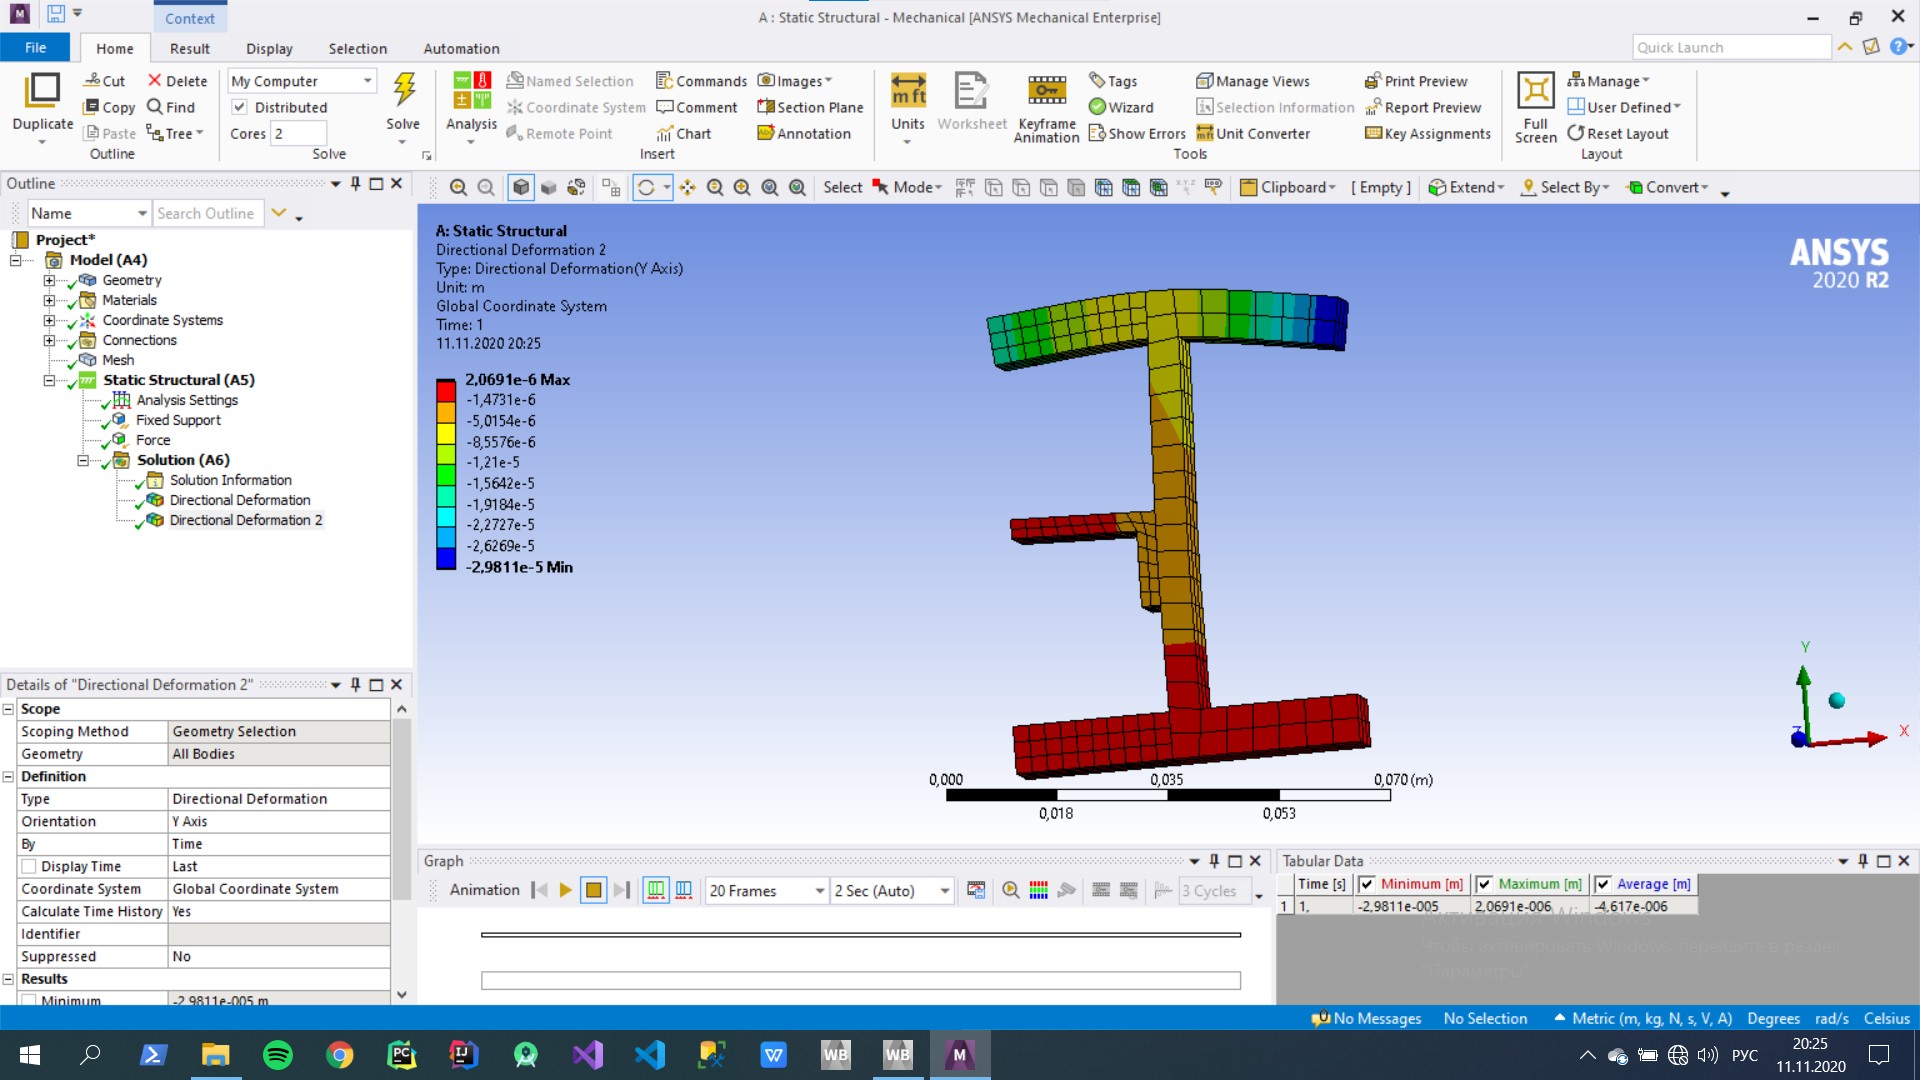 Context
A : Static Structural - Mechanical [ANSYS Mechanical Enterprise]
File Home Result Display Selection Automation
Quick Launch
Duplicate
Cut
Copy
Paste
Delete
Find
Tree
Outline
My Computer
Distributed
Cores 2
Solve
Solve
Analysis
Named Selection
Coordinate System
Remote Point
Commands
Comment
Chart
Images
Section Plane
Annotation
Insert
Units
Worksheet
Keyframe
Animation
Tags
Wizard
Show Errors
Manage Views
Selection Information
Unit Converter
Print Preview
Report Preview
Key Assignments
Tools
Full
Screen
Manage
User Defined
Reset Layout
Layout
Outline
Name Search Outline
Select Mode Clipboard [ Empty ] Extend Select By Convert
Project*
Model (A4)
Geometry
Materials
Coordinate Systems
Connections
Mesh
Static Structural (A5)
Analysis Settings
Fixed Support
Force
Solution (A6)
Solution Information
Directional Deformation
Directional Deformation 2
A: Static Structural
Directional Deformation 2
Type: Directional Deformation(Y Axis)
Unit: m
Global Coordinate System
Time: 1
11.11.2020 20:25
2,0691e-6 Max
-1,4731e-6
-5,0154e-6
-8,5576e-6
-1,21e-5
-1,5642e-5
-1,9184e-5
-2,2727e-5
-2,6269e-5
-2,9811e-5 Min
ANSYS
2020 R2
Y
X
Z
0,000 0,035 0,070 (m)
0,018 0,053
Details of "Directional Deformation 2"
Scope
Scoping Method Geometry Selection
Geometry All Bodies
Definition
Type Directional Deformation
Orientation Y Axis
By Time
Display Time Last
Coordinate System Global Coordinate System
Calculate Time History Yes
Identifier
Suppressed No
Results
Minimum -2,9811e-005 m
Graph
Animation 20 Frames 2 Sec (Auto) 3 Cycles
Tabular Data
Time [s] Minimum [m] Maximum [m] Average [m]
1 1, -2,9811e-005 2,0691e-006 -4,617e-006
Активация Windows
Чтобы активировать Windows, перейдите в раздел
"Параметры".
No Messages No Selection Metric (m, kg, N, s, V, A) Degrees rad/s Celsius
PC
IJ
W
WB
WB
M
РУС
20:25
11.11.2020